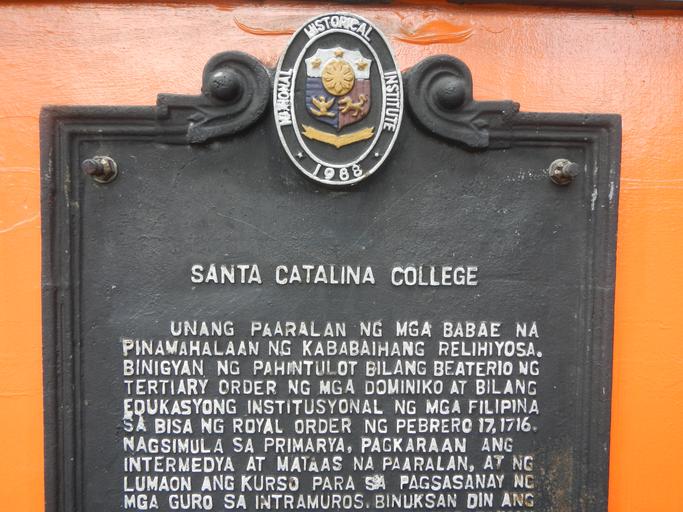 NATIONAL HISTORICAL INSTITUTE
1988
SANTA CATALINA COLLEGE
UNANG PAARALAN NG MGA BABAE NA
PINAMAHALAAN NG KABABAIHANG RELIHIYOSA.
BINIGYAN NG PAHINTULOT BILANG BEATERIO NG
TERTIARY ORDER NG MGA DOMINIKO AT BILANG
EDUKASYONG INSTITUSYONAL NG MGA FILIPINA
SA BISA NG ROYAL ORDER NG PEBRERO 17, 1716.
NAGSIMULA SA PRIMARYA, PAGKARAAN ANG
INTERMEDYA AT MATAAS NA PAARALAN, AT NG
LUMAON ANG KURSO PARA SA PAGSASANAY NG
MGA GURO SA INTRAMUROS. BINUKSAN DIN ANG